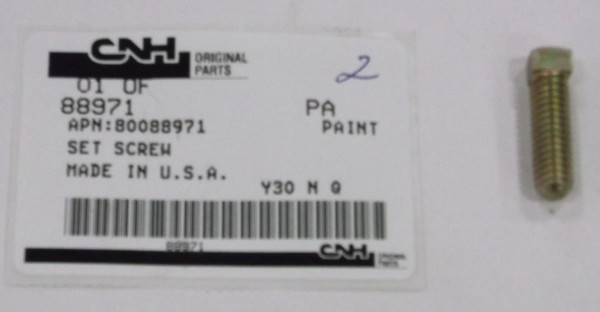 CNH ORIGINAL PARTS
2
01 OF
88971 PA
APN:80088971 PAINT
SET SCREW
MADE IN U.S.A.
Y30 N Q
88971
CNH ORIGINAL PARTS